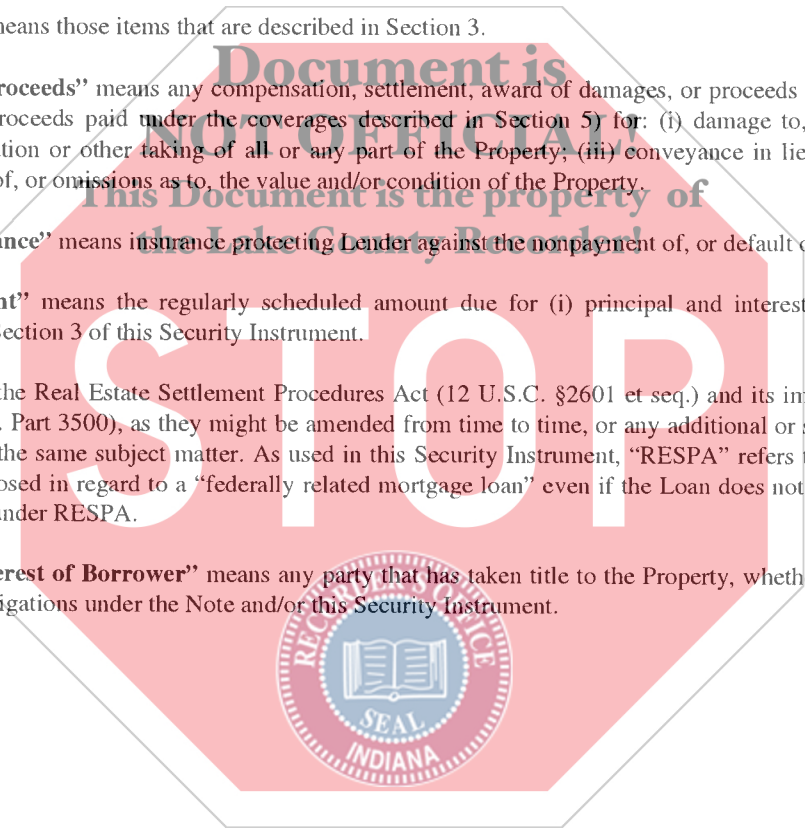 means those items that are described in Section 3.
Document is
roceeds” means any compensation, settlement, award of damages, or proceeds
roceeds paid under the coverages described in Section 5) for: (i) damage to,
NOT OFFICIAL!
tion or other taking of all or any part of the Property; (iii) conveyance in lie
of, or omissions as to, the value and/or condition of the Property.
This Document is the property of
ance” means insurance protecting Lender against the nonpayment of, or default o
the Lake County Recorder!
nt” means the regularly scheduled amount due for (i) principal and interest
Section 3 of this Security Instrument.
STOP
the Real Estate Settlement Procedures Act (12 U.S.C. §2601 et seq.) and its im
. Part 3500), as they might be amended from time to time, or any additional or s
the same subject matter. As used in this Security Instrument, “RESPA” refers t
osed in regard to a “federally related mortgage loan” even if the Loan does not
under RESPA.
erest of Borrower” means any party that has taken title to the Property, wheth
igations under the Note and/or this Security Instrument.
RECORDER'S OFFICE
SEAL
INDIANA